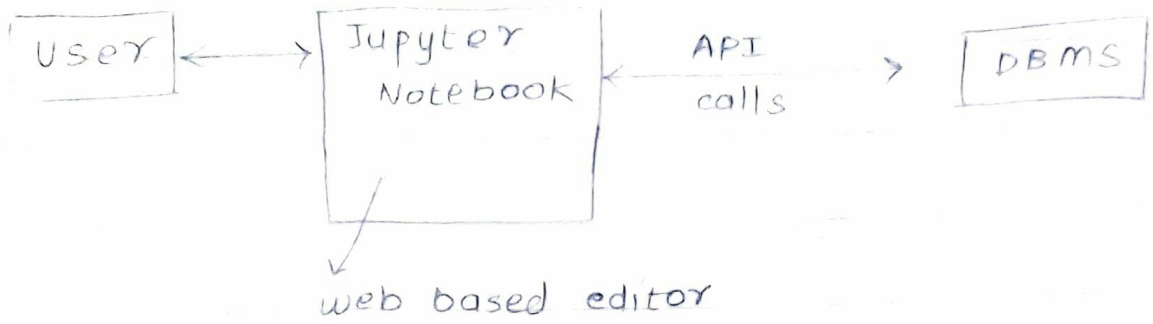 User
Jupyter
Notebook
API
calls
DBMS
web based editor